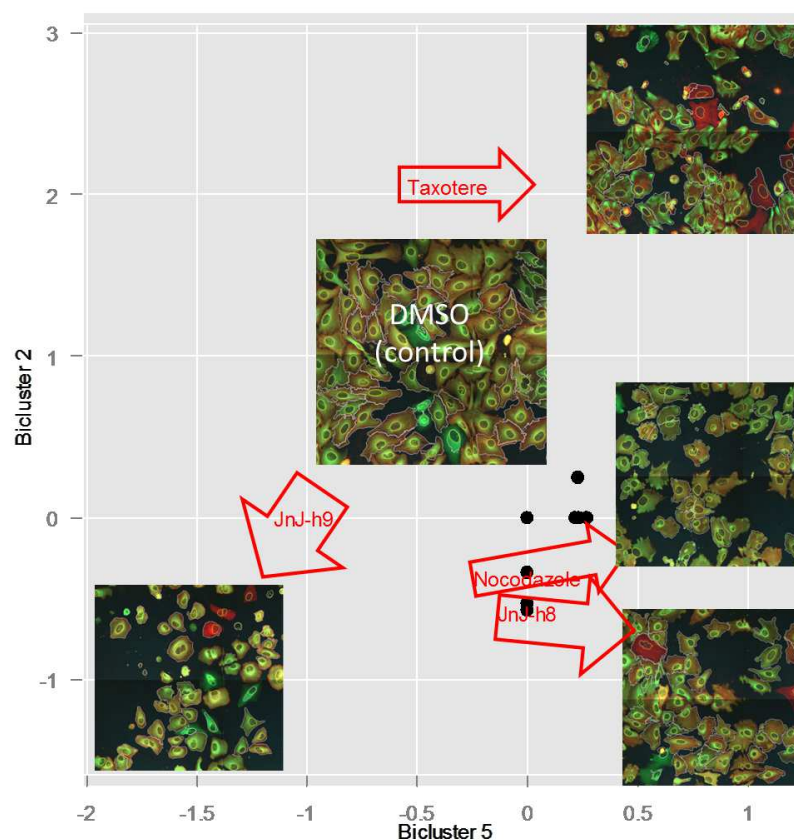 3
Taxotere
2
DMSO
(control)
1
Bicluster 2
JnJ-h9
0
Nocodazole
JnJ-h8
-1
-2
-1.5
-1
-0.5
0
0.5
1
Bicluster 5